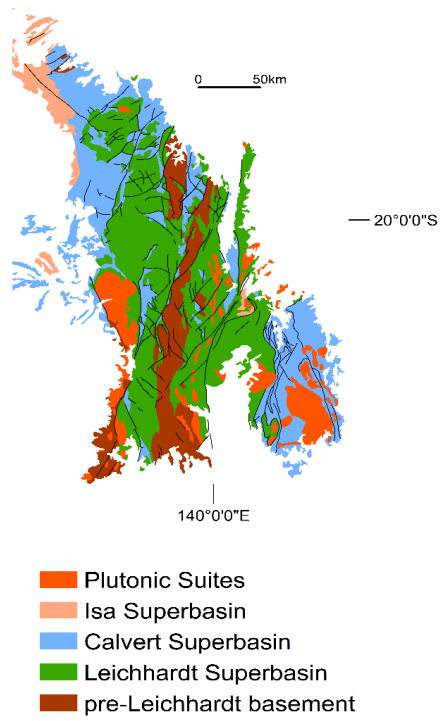 0 50km
20°0'0"S
140°0'0"E
Plutonic Suites
Isa Superbasin
Calvert Superbasin
Leichhardt Superbasin
pre-Leichhardt basement